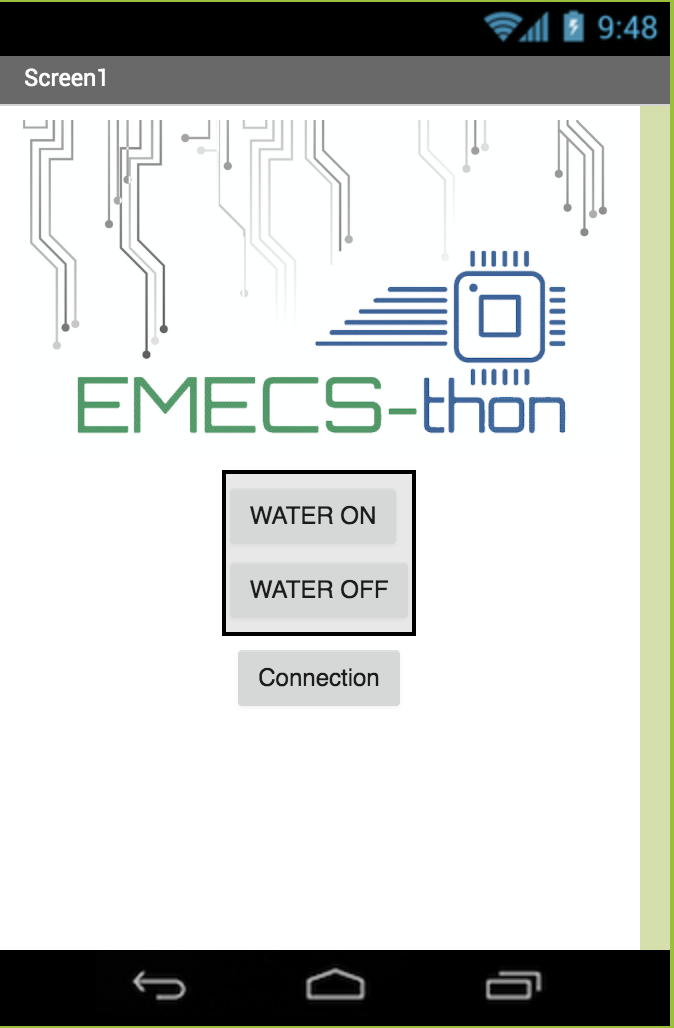 9:48
Screen1
EMECS-thon
WATER ON
WATER OFF
Connection